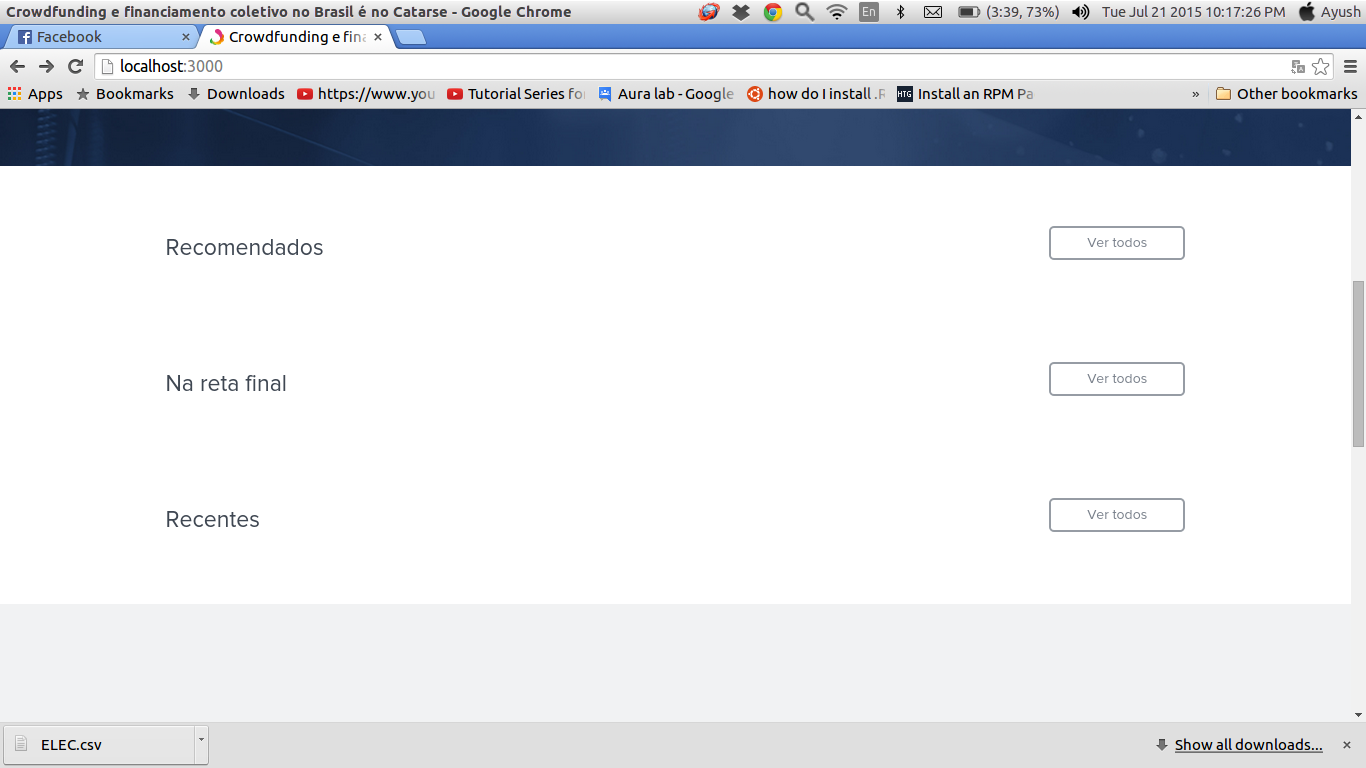 Crowdfunding e financiamento coletivo no Brasil é no Catarse - Google Chrome
En
(3:39, 73%)
Tue Jul 21 2015 10:17:26 PM
Ayush
Facebook
Crowdfunding e fina
localhost:3000
Apps
Bookmarks
Downloads
https://www.you
Tutorial Series fo
Aura lab - Google
how do I install .R
HTG
Install an RPM Pa
»
Other bookmarks
Recomendados
Ver todos
Na reta final
Ver todos
Recentes
Ver todos
ELEC.csv
Show all downloads...